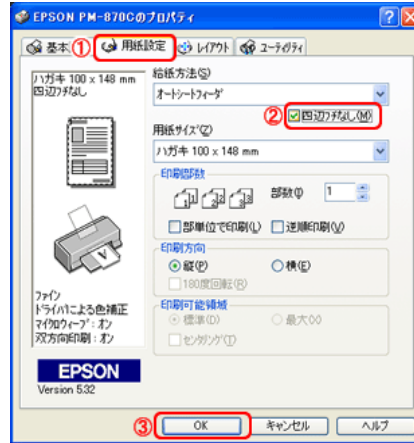 EPSON PM-870Cのプロパティ
基本 ① 用紙設定 レイアウト ユーティリティ
ハガキ 100 x 148 mm
四辺フチなし
給紙方法(S)
オートシートフィーダ
② 四辺フチなし(M)
用紙サイズ(Z)
ハガキ 100 x 148 mm
印刷部数
部数(I) 1
部単位で印刷(L) 逆順印刷(V)
印刷方向
縦(P) 横(E)
180度回転(R)
印刷可能領域
標準(D) 最大(X)
センタリング(T)
ファイン
ドライバによる色補正
マイクロウィーブ: オン
双方向印刷: オン
EPSON
Version 5.32
③ OK キャンセル ヘルプ